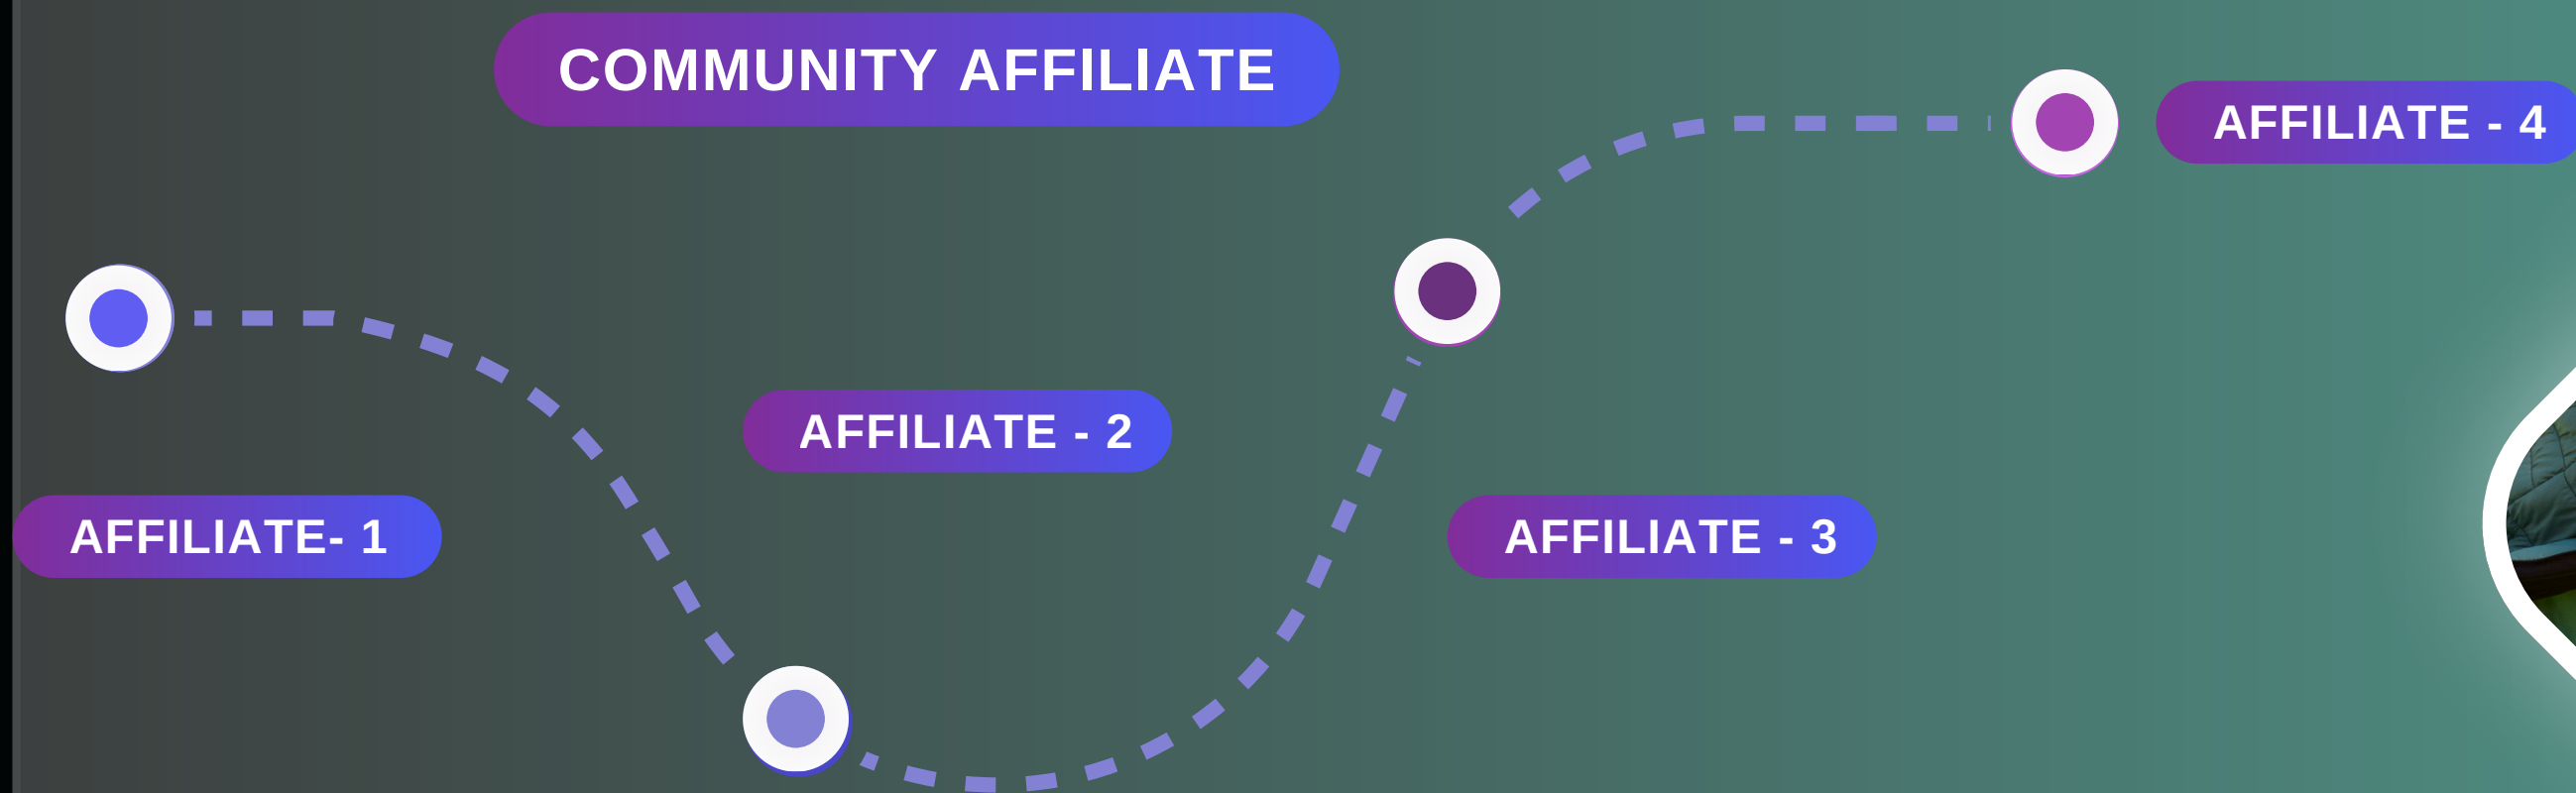 COMMUNITY AFFILIATE
AFFILIATE - 4
AFFILIATE - 2
AFFILIATE- 1
AFFILIATE - 3